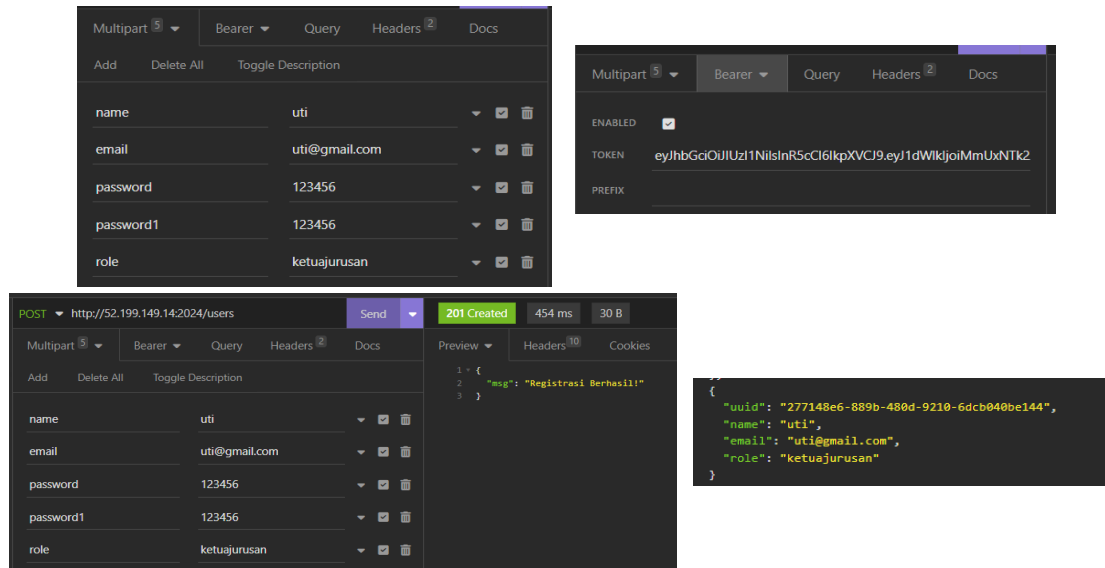 Multipart 5 Bearer Query Headers 2 Docs
Add Delete All Toggle Description
name uti
email uti@gmail.com
password 123456
password1 123456
role ketuajurusan
Multipart 5 Bearer Query Headers 2 Docs
ENABLED
TOKEN eyJhbGciOiJIUzI1NiIsInR5cCI6IkpXVCJ9.eyJ1dWlkIjoiMmUxNTk2
PREFIX
POST http://52.199.149.14:2024/users Send 201 Created 454 ms 30 B
Multipart 5 Bearer Query Headers 2 Docs Preview Headers 10 Cookies
Add Delete All Toggle Description
1 {
2 "msg": "Registrasi Berhasil!"
3 }
name uti
email uti@gmail.com
password 123456
password1 123456
role ketuajurusan
{
"uuid": "277148e6-889b-480d-9210-6dcb040be144",
"name": "uti",
"email": "uti@gmail.com",
"role": "ketuajurusan"
}